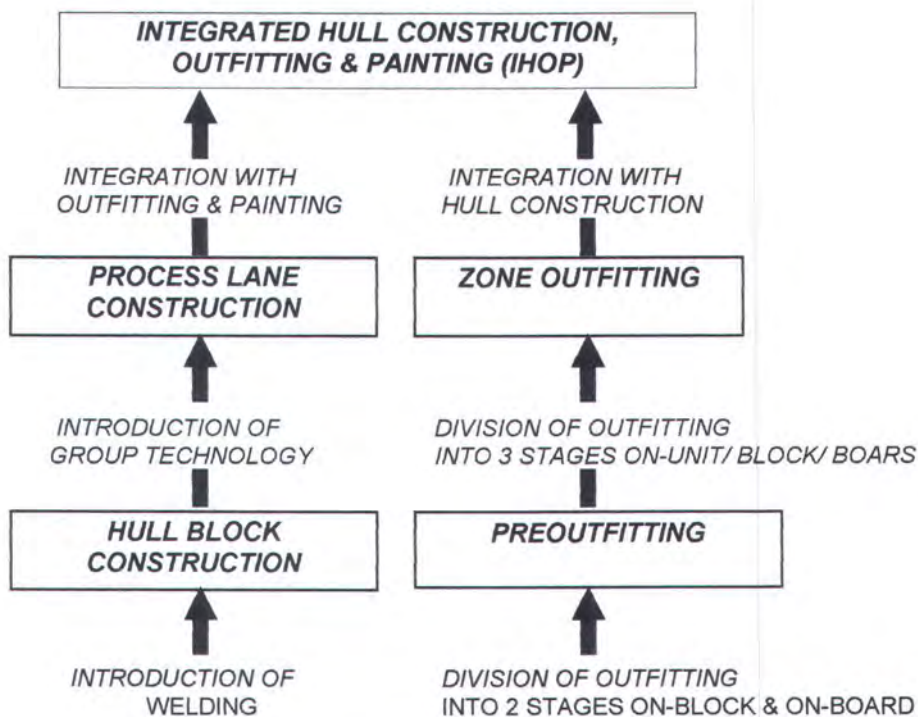 INTEGRATED HULL CONSTRUCTION,
OUTFITTING & PAINTING (IHOP)
INTEGRATION WITH
OUTFITTING & PAINTING
INTEGRATION WITH
HULL CONSTRUCTION
PROCESS LANE
CONSTRUCTION
ZONE OUTFITTING
INTRODUCTION OF
GROUP TECHNOLOGY
DIVISION OF OUTFITTING
INTO 3 STAGES ON-UNIT/ BLOCK/ BOARS
HULL BLOCK
CONSTRUCTION
PREOUTFITTING
INTRODUCTION OF
WELDING
DIVISION OF OUTFITTING
INTO 2 STAGES ON-BLOCK & ON-BOARD